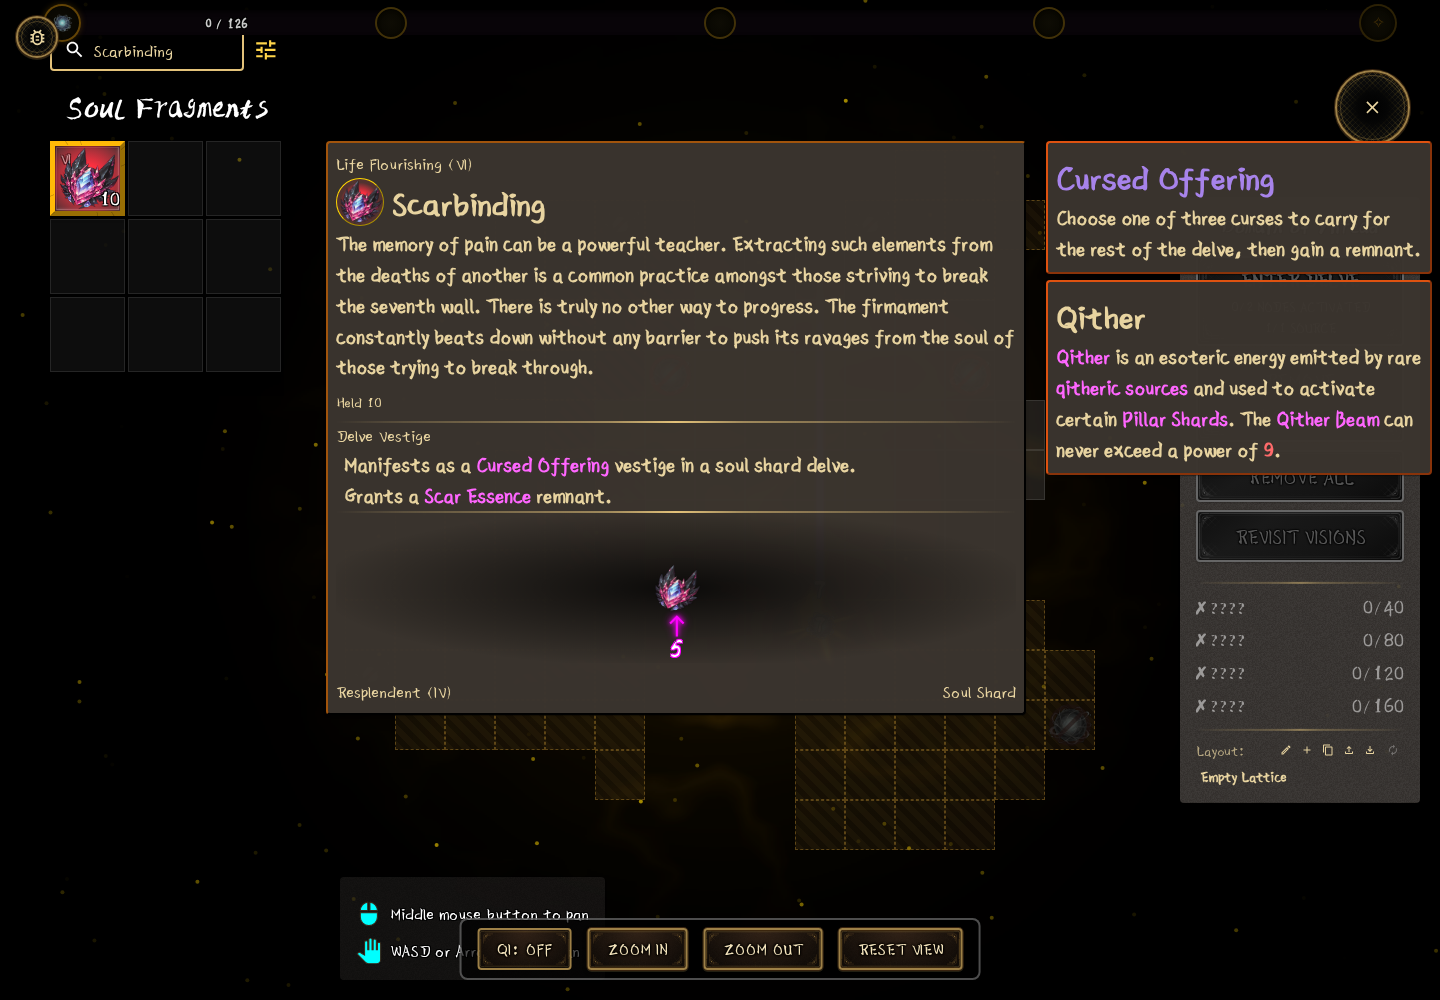 0 / 126
Scarbinding
Soul Fragments
VI
10
Life Flourishing (VI)
Scarbinding
The memory of pain can be a powerful teacher. Extracting such elements from
the deaths of another is a common practice amongst those striving to break
the seventh wall. There is truly no other way to progress. The firmament
constantly beats down without any barrier to push its ravages from the soul of
those trying to break through.
Held 10
Delve Vestige
Manifests as a Cursed Offering vestige in a soul shard delve.
Grants a Scar Essence remnant.
5
Resplendent (IV)
Soul Shard
Cursed Offering
Choose one of three curses to carry for
the rest of the delve, then gain a remnant.
Qither
Qither is an esoteric energy emitted by rare
qitheric sources and used to activate
certain Pillar Shards. The Qither Beam can
never exceed a power of 9.
REMOVE ALL
REVISIT VISIONS
✗ ???? 0/40
✗ ???? 0/80
✗ ???? 0/120
✗ ???? 0/160
Layout:
Empty Lattice
Middle mouse button to pan
WASD or
QI: OFF
ZOOM IN
ZOOM OUT
RESET VIEW